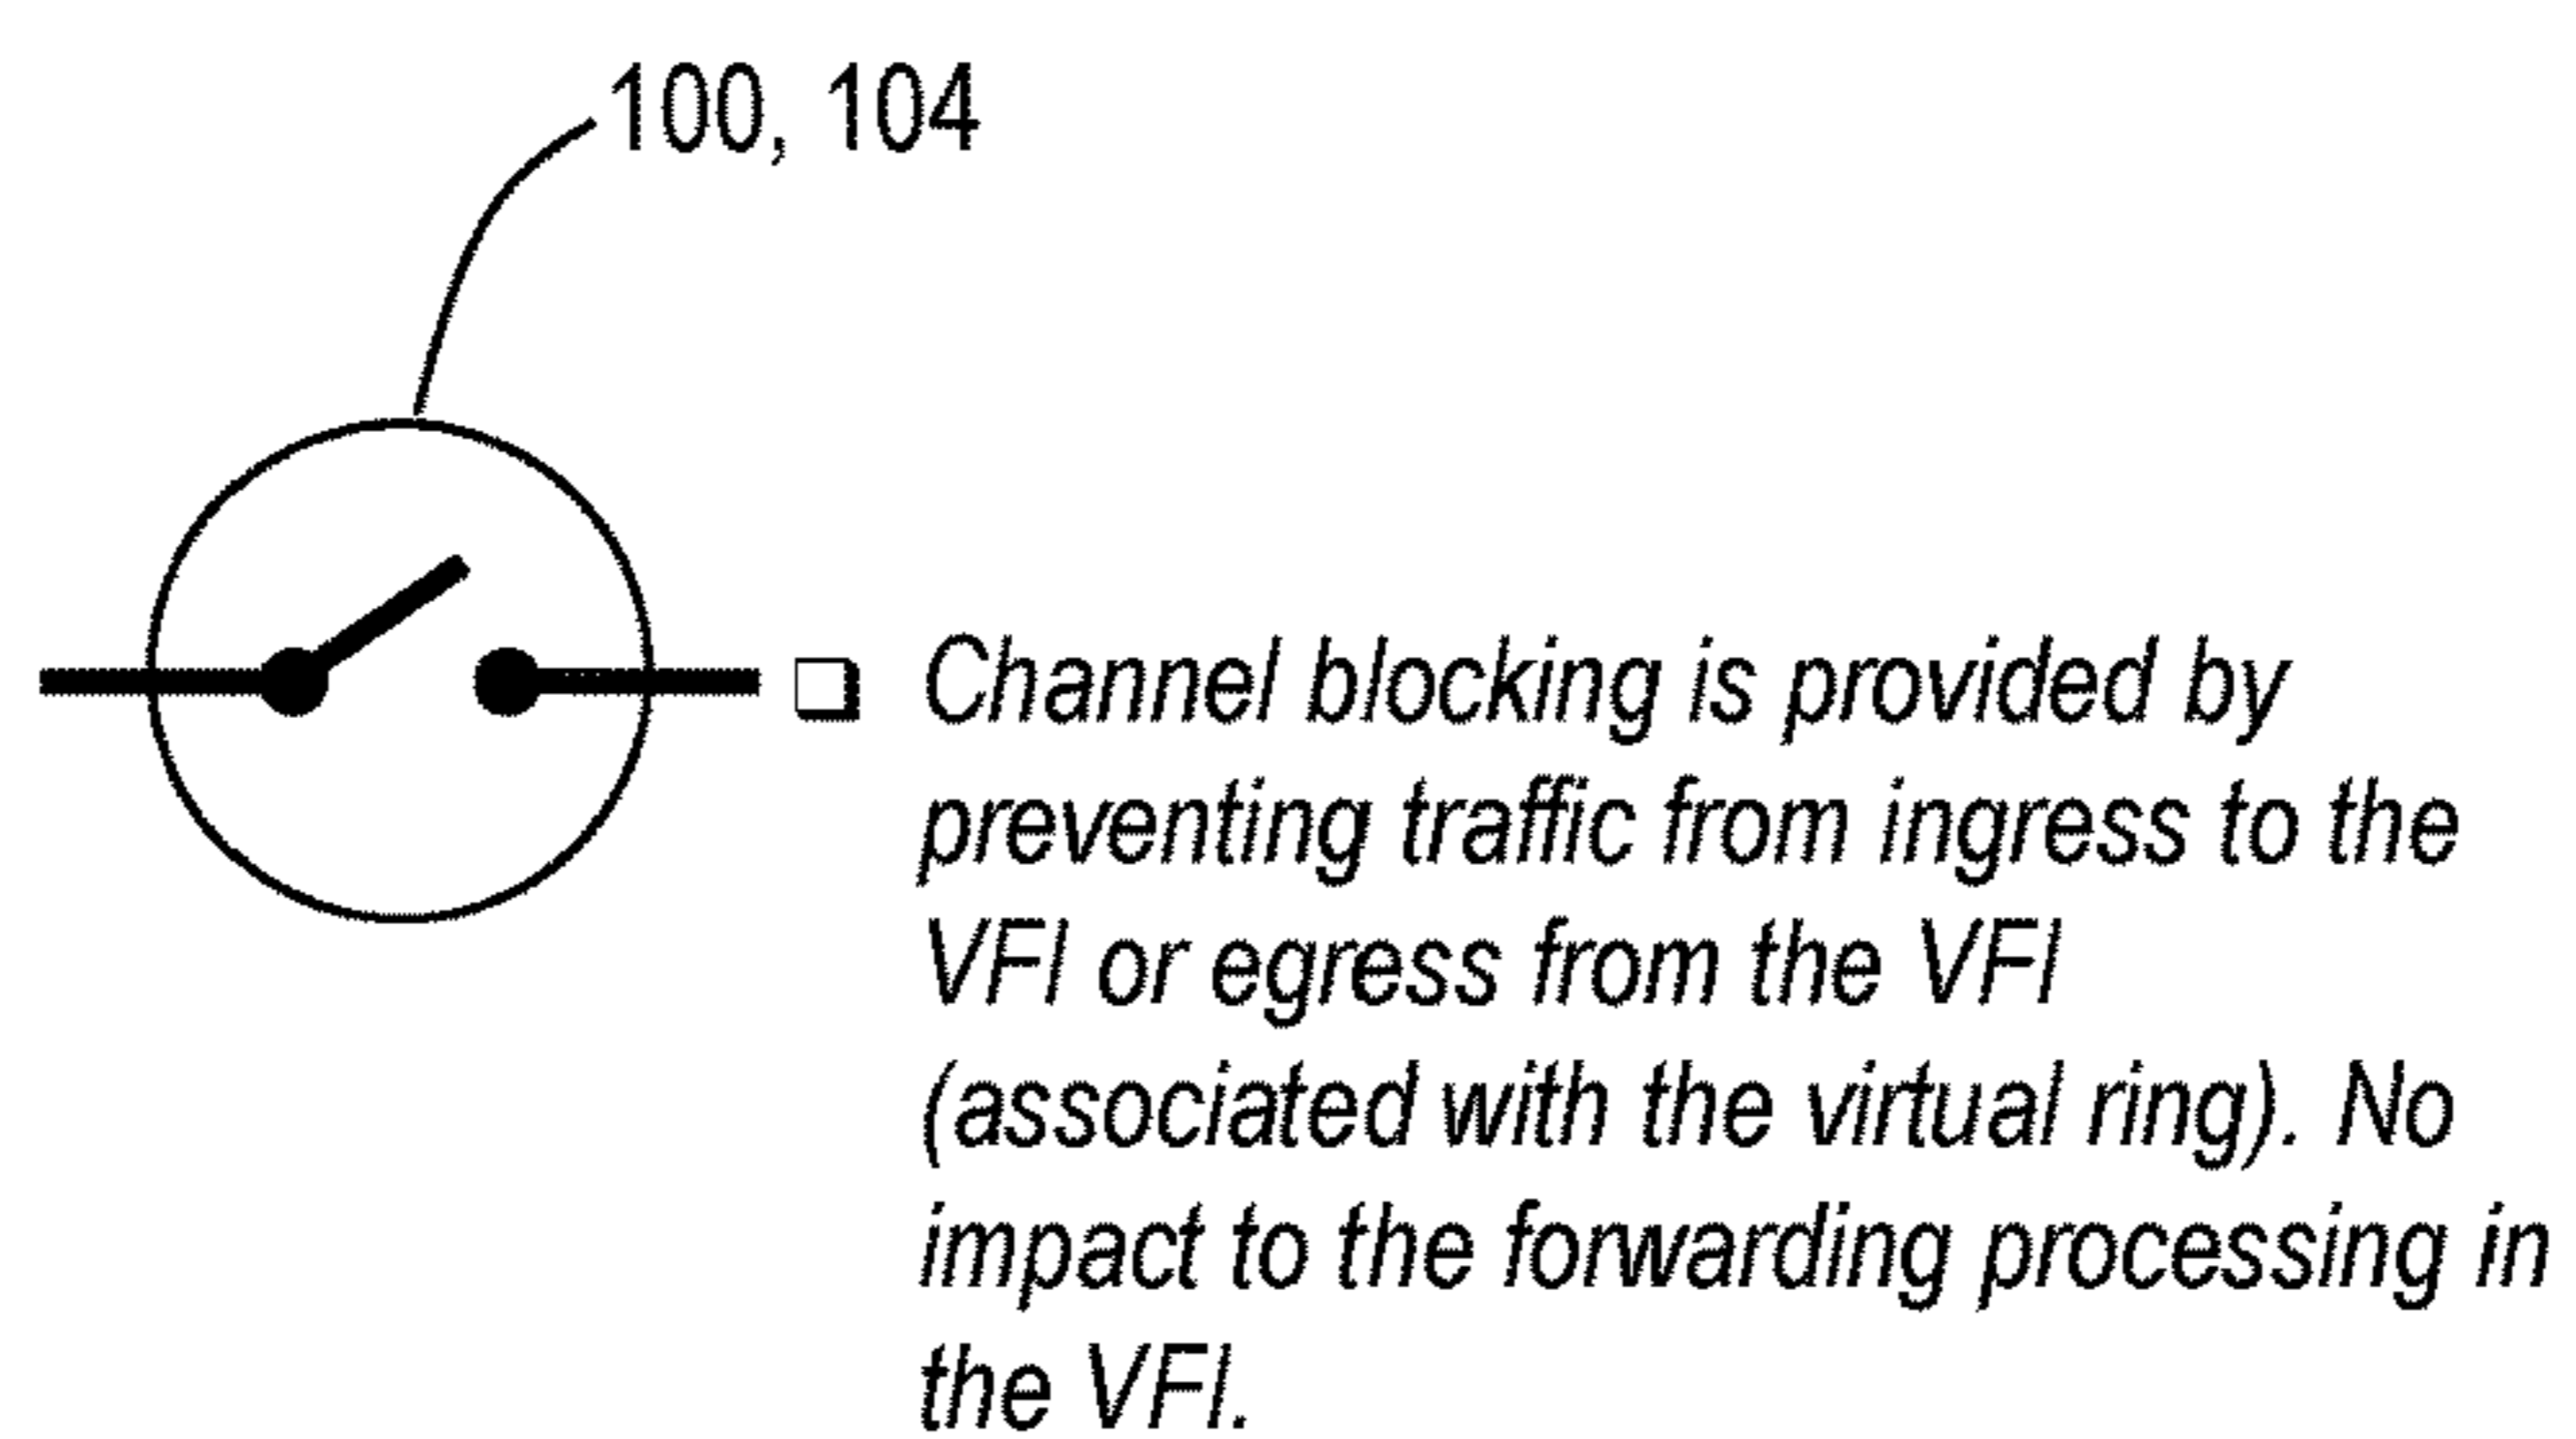 100, 104
❑ Channel blocking is provided by
preventing traffic from ingress to the
VFI or egress from the VFI
(associated with the virtual ring). No
impact to the forwarding processing in
the VFI.